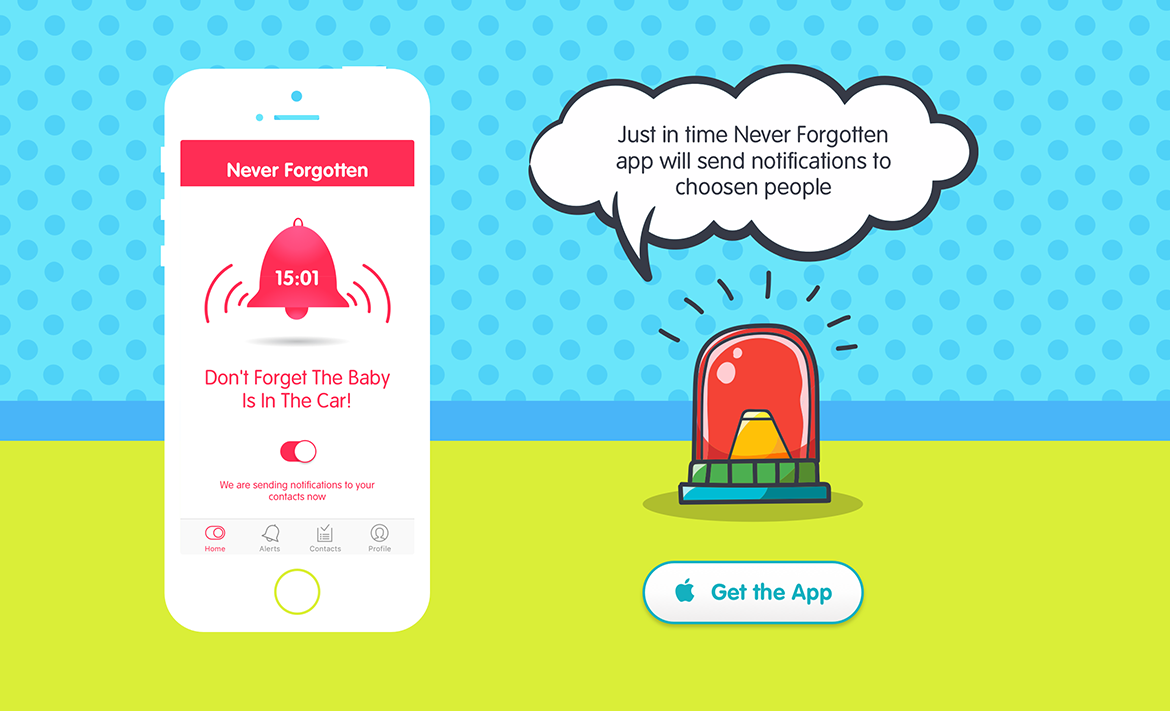 Never Forgotten
15:01
Don't Forget The Baby
Is In The Car!
We are sending notifications to your
contacts now
Home Alerts Contacts Profile
Just in time Never Forgotten
app will send notifications to
choosen people
Get the App